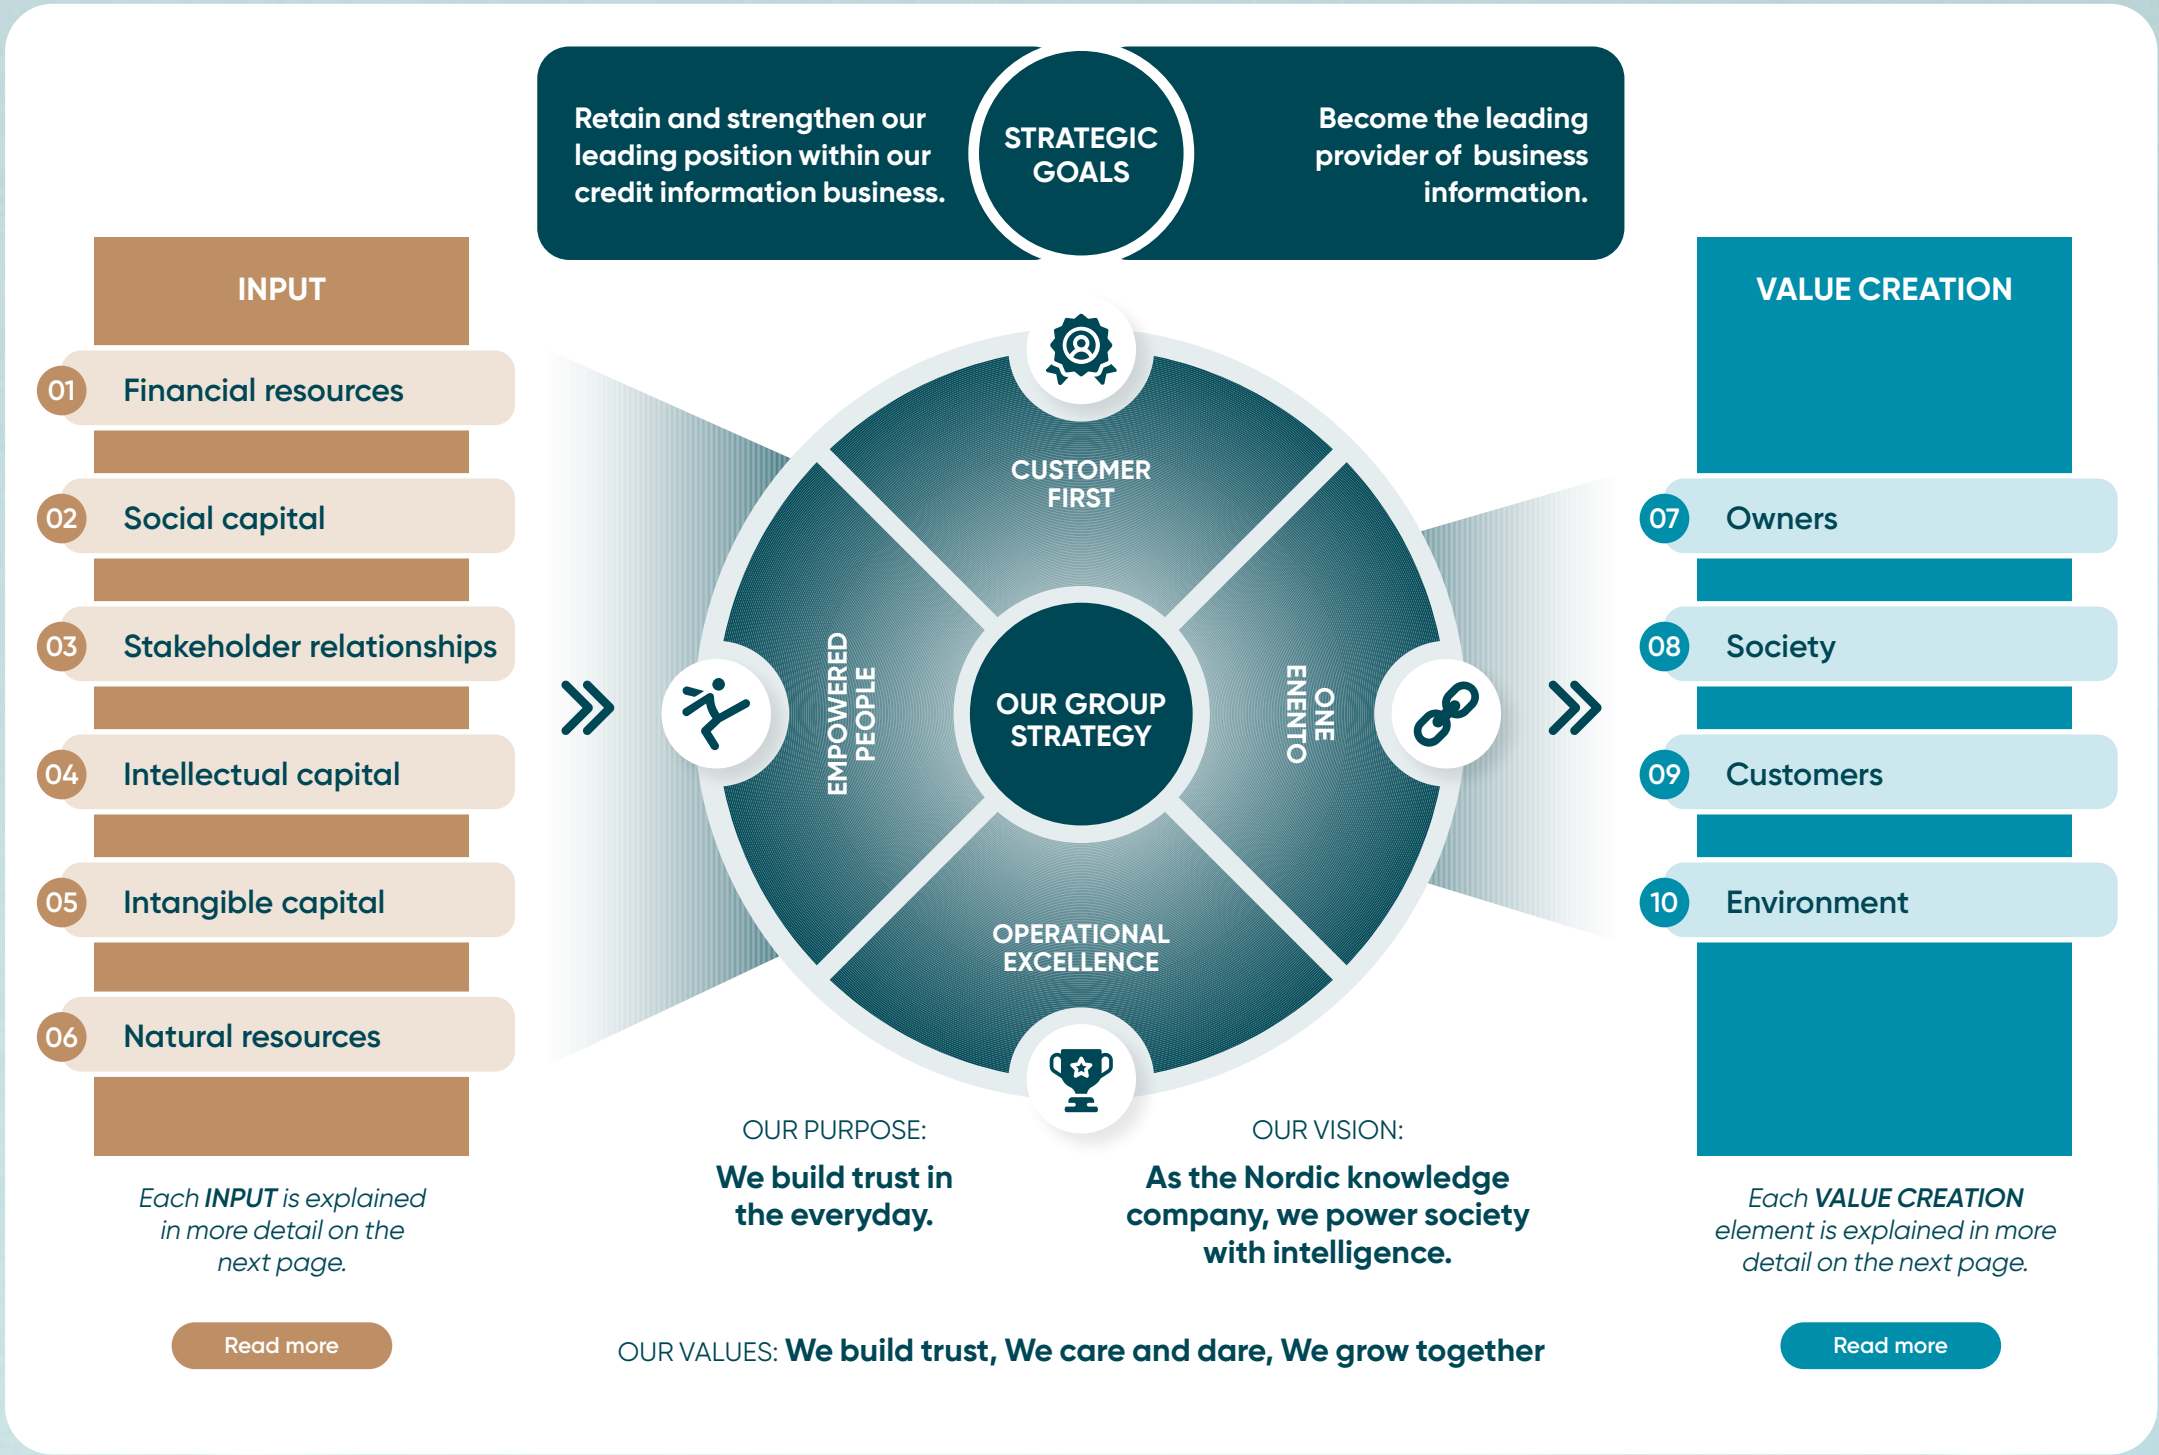 Retain and strengthen our
leading position within our
credit information business.
STRATEGIC
GOALS
Become the leading
provider of business
information.
INPUT
01 Financial resources
02 Social capital
03 Stakeholder relationships
04 Intellectual capital
05 Intangible capital
06 Natural resources
Each INPUT is explained
in more detail on the
next page.
Read more
CUSTOMER
FIRST
EMPOWERED
PEOPLE
OUR GROUP
STRATEGY
ONE
ENENTO
OPERATIONAL
EXCELLENCE
OUR PURPOSE:
We build trust in
the everyday.
OUR VISION:
As the Nordic knowledge
company, we power society
with intelligence.
OUR VALUES: We build trust, We care and dare, We grow together
VALUE CREATION
07 Owners
08 Society
09 Customers
10 Environment
Each VALUE CREATION
element is explained in more
detail on the next page.
Read more